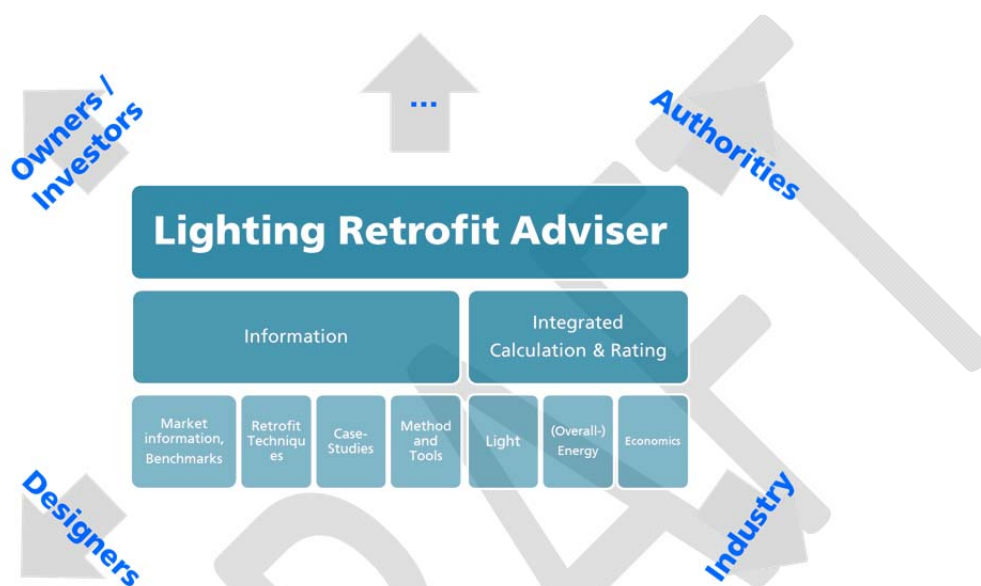 Owners /
Investors
...
Authorities
Lighting Retrofit Adviser
Information
Integrated
Calculation & Rating
Market
information,
Benchmarks
Retrofit
Techniqu
es
Case-
Studies
Method
and
Tools
Light
(Overall-)
Energy
Economics
Designers
Industry
DRAFT